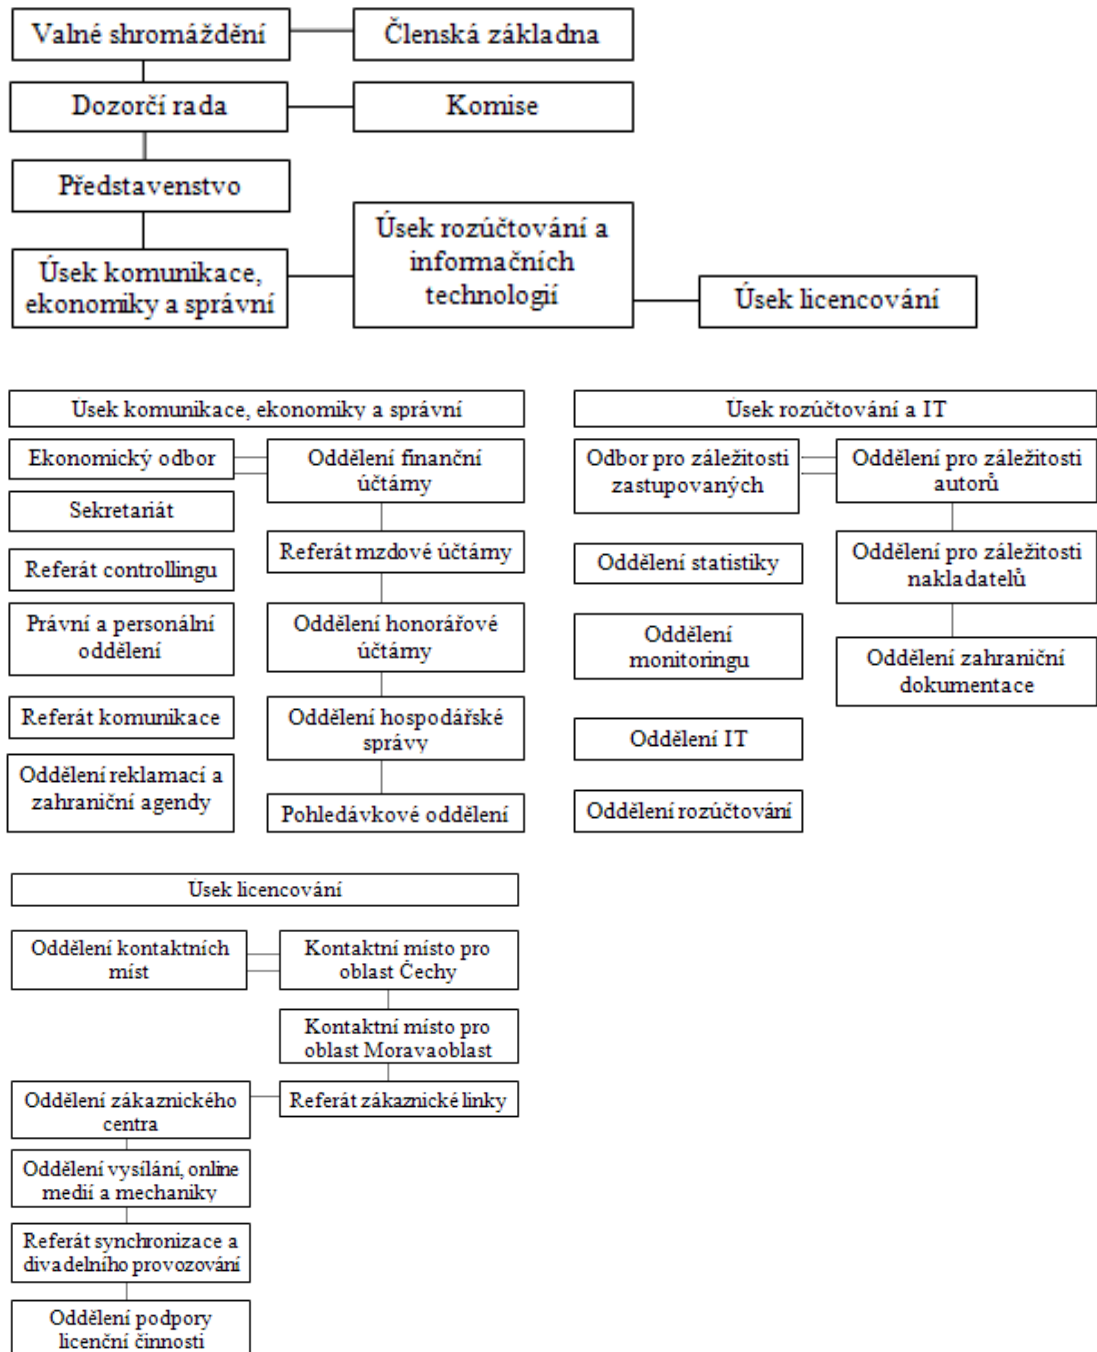 Valné shromáždění
Členská základna
Dozorčí rada
Komise
Představenstvo
Úsek komunikace,
ekonomiky a správní
Úsek rozúčtování a
informačních
technologií
Úsek licencování
Úsek komunikace, ekonomiky a správní
Ekonomický odbor
Sekretariát
Referát controllingu
Právní a personální
oddělení
Referát komunikace
Oddělení reklamací a
zahraniční agendy
Oddělení finanční
účtárny
Referát mzdové účtárny
Oddělení honorářové
účtárny
Oddělení hospodářské
správy
Pohledávkové oddělení
Úsek rozúčtování a IT
Odbor pro záležitosti
zastupovaných
Oddělení statistiky
Oddělení
monitoringu
Oddělení IT
Oddělení rozúčtování
Oddělení pro záležitosti
autorů
Oddělení pro záležitosti
nakladatelů
Oddělení zahraniční
dokumentace
Úsek licencování
Oddělení kontaktních
míst
Kontaktní místo pro
oblast Čechy
Kontaktní místo pro
oblast Moravaoblast
Referát zákaznické linky
Oddělení zákaznického
centra
Oddělení vysílání, online
medií a mechaniky
Referát synchronizace a
divadelního provozování
Oddělení podpory
licenční činnosti